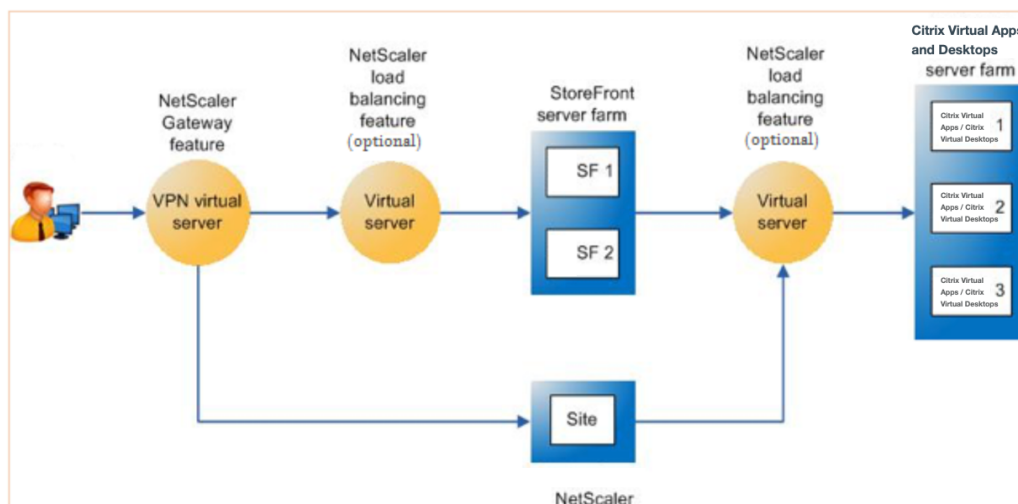 NetScaler
Gateway
feature
VPN virtual
server
NetScaler
load
balancing
feature
(optional)
Virtual
server
StoreFront
server farm
SF 1
SF 2
NetScaler
load
balancing
feature
(optional)
Virtual
server
Citrix Virtual Apps
and Desktops
server farm
Citrix Virtual
Apps / Citrix
Virtual Desktops
1
Citrix Virtual
Apps / Citrix
Virtual Desktops
2
Citrix Virtual
Apps / Citrix
Virtual Desktops
3
Site
NetScaler